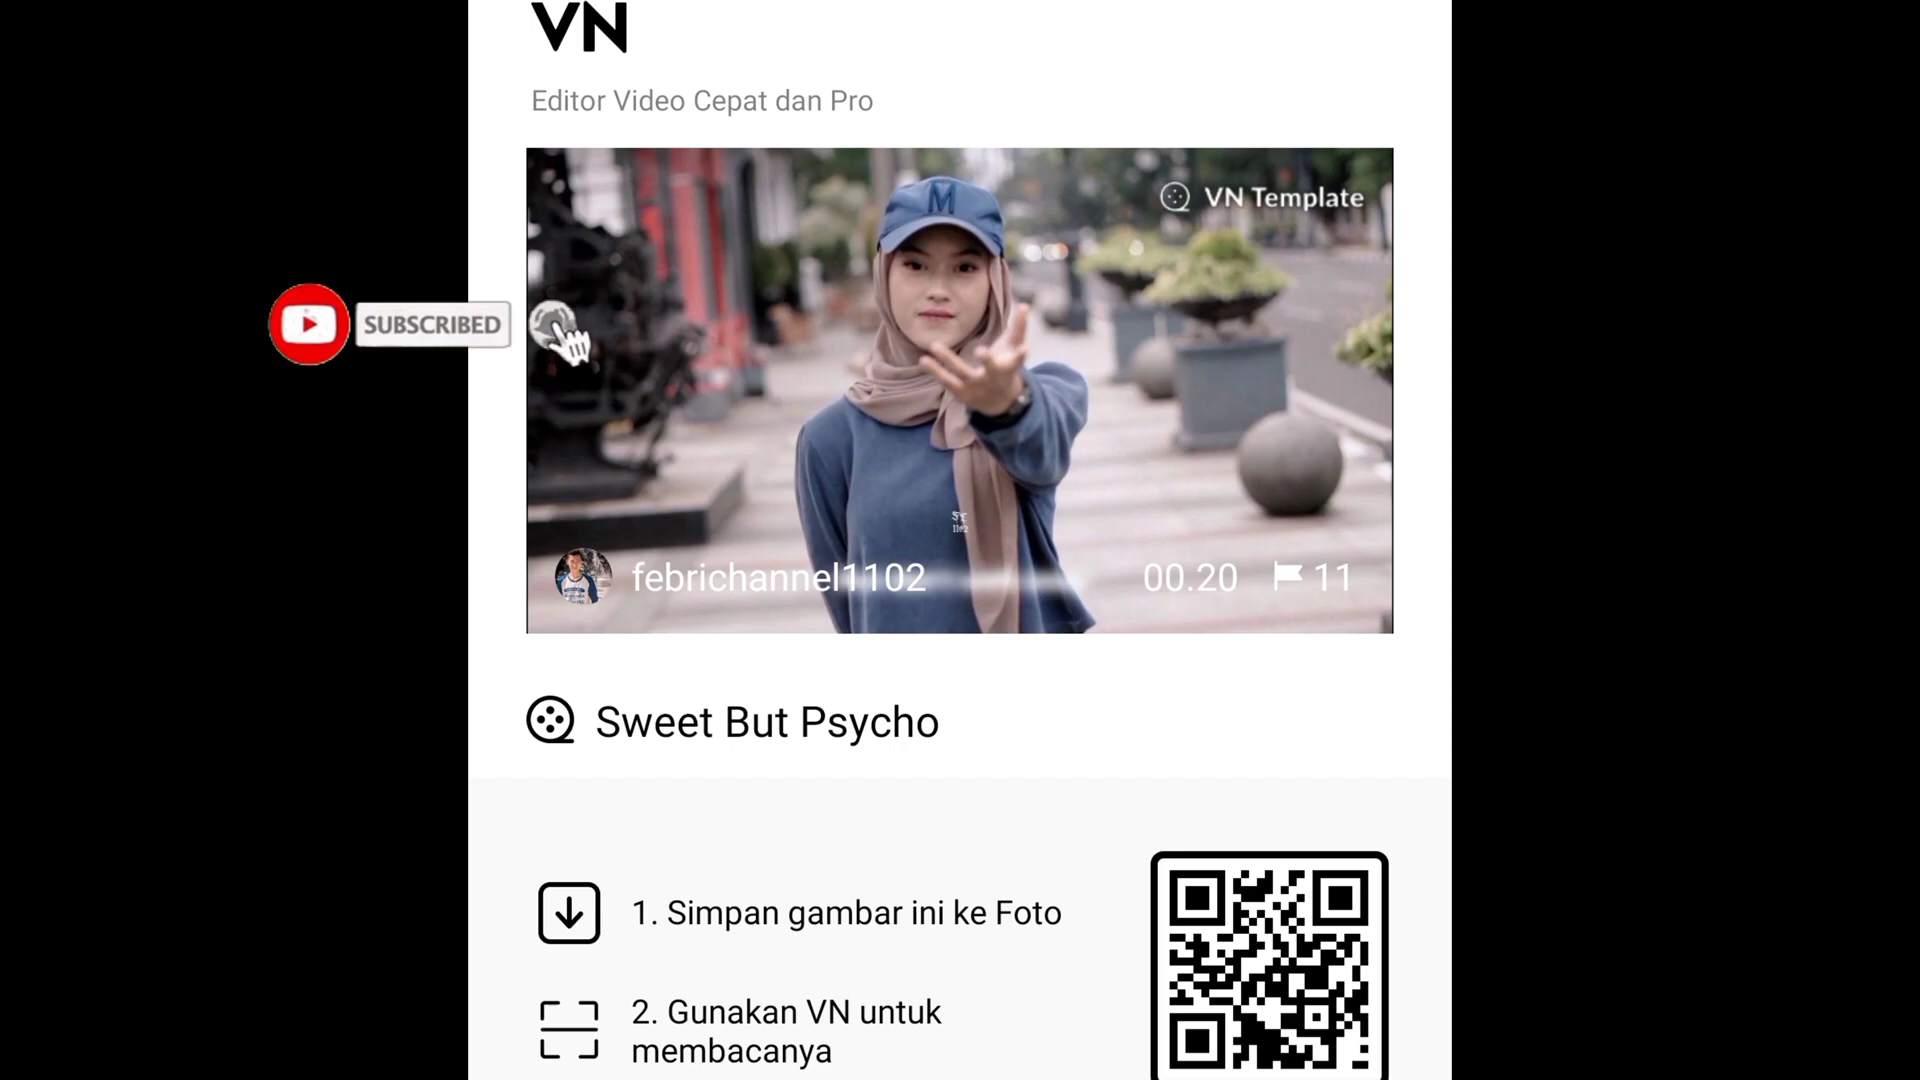 VN
Editor Video Cepat dan Pro
M
VN Template
SUBSCRIBED
1102
febrichannel1102
00.20
11
Sweet But Psycho
1. Simpan gambar ini ke Foto
2. Gunakan VN untuk
membacanya